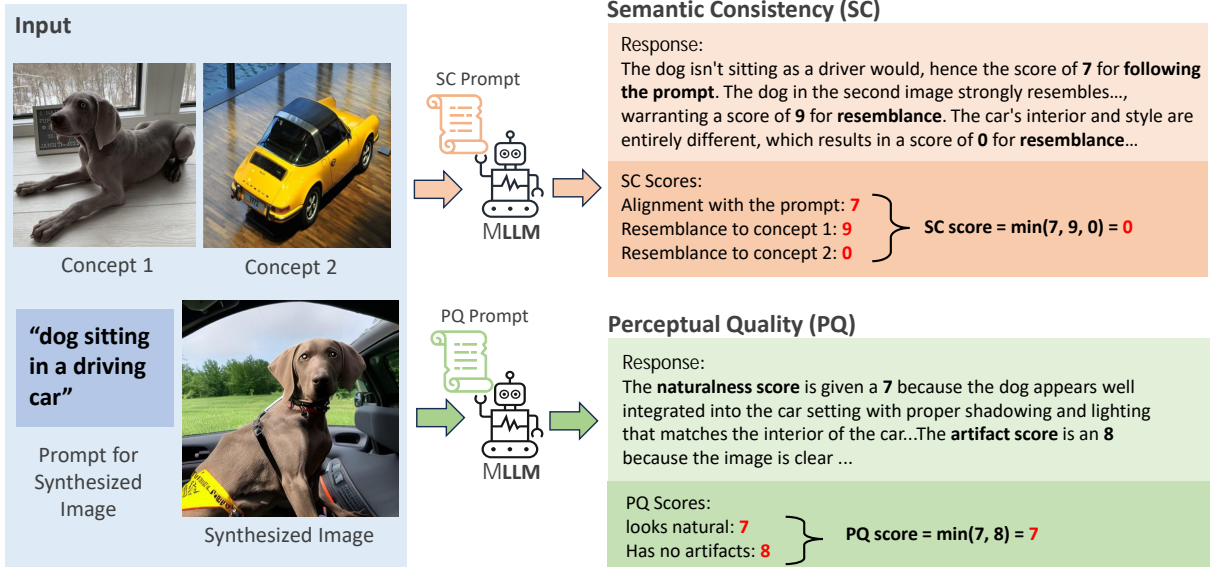 Input
Concept 1
Concept 2
“dog sitting
in a driving
car”
Prompt for
Synthesized
Image
Synthesized Image
SC Prompt
MLLM
PQ Prompt
MLLM
Semantic Consistency (SC)
Response:
The dog isn't sitting as a driver would, hence the score of 7 for following
the prompt. The dog in the second image strongly resembles...,
warranting a score of 9 for resemblance. The car's interior and style are
entirely different, which results in a score of 0 for resemblance...
SC Scores:
Alignment with the prompt: 7
Resemblance to concept 1: 9
Resemblance to concept 2: 0
SC score = min(7, 9, 0) = 0
Perceptual Quality (PQ)
Response:
The naturalness score is given a 7 because the dog appears well
integrated into the car setting with proper shadowing and lighting
that matches the interior of the car...The artifact score is an 8
because the image is clear ...
PQ Scores:
looks natural: 7
Has no artifacts: 8
PQ score = min(7, 8) = 7